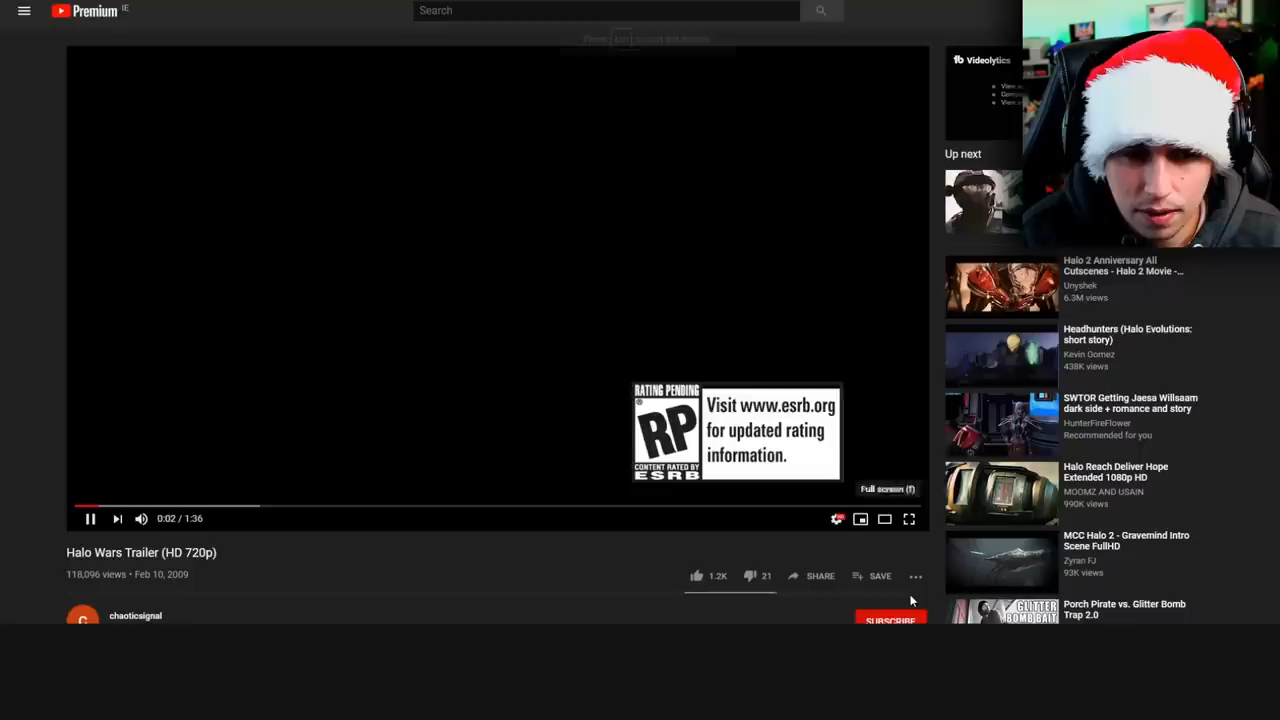 Premium IE
Search
Videolytics
Up next
RATING PENDING
RP
CONTENT RATED BY
ESRB
Visit www.esrb.org
for updated rating
information.
Full screen (f)
0:02 / 1:36
Halo Wars Trailer (HD 720p)
118,096 views • Feb 10, 2009
1.2K
21
SHARE
SAVE
chaoticsignal
SUBSCRIBE
Halo 2 Anniversary All
Cutscenes - Halo 2 Movie -...
Unyshek
6.3M views
Headhunters (Halo Evolutions:
short story)
Kevin Gomez
438K views
SWTOR Getting Jaesa Willsaam
dark side + romance and story
HunterFireFlower
Recommended for you
Halo Reach Deliver Hope
Extended 1080p HD
MOOMZ AND USAIN
990K views
MCC Halo 2 - Gravemind Intro
Scene FullHD
Zyran FJ
93K views
GLITTER
BOMB BAIT
Porch Pirate vs. Glitter Bomb
Trap 2.0